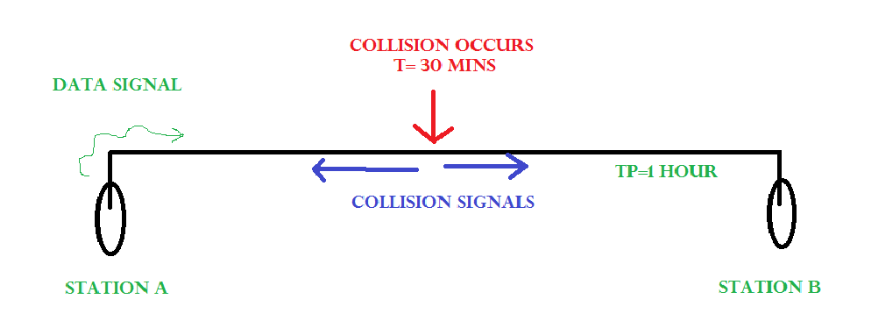 COLLISION OCCURS
T= 30 MINS
DATA SIGNAL
TP=1 HOUR
COLLISION SIGNALS
STATION A
STATION B